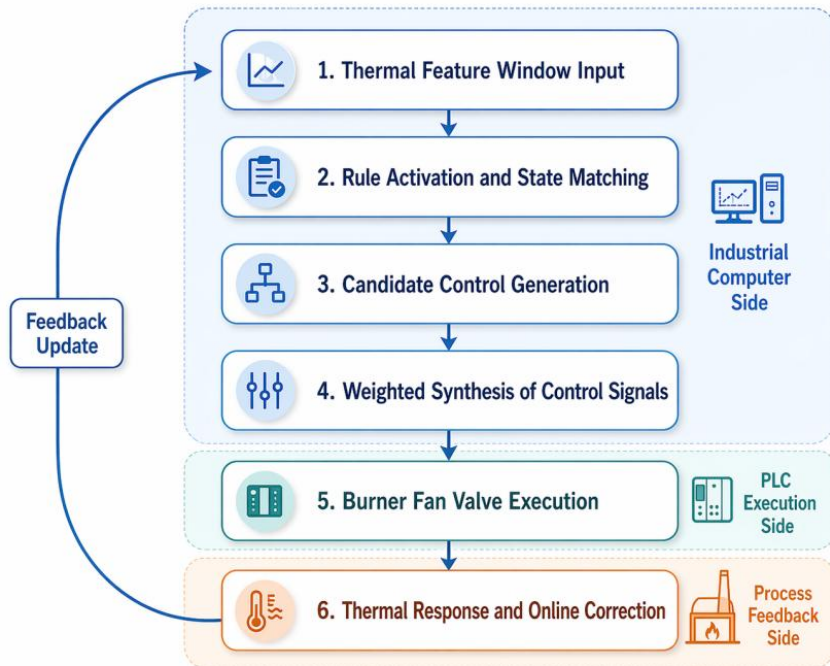 1. Thermal Feature Window Input
2. Rule Activation and State Matching
3. Candidate Control Generation
4. Weighted Synthesis of Control Signals
Industrial
Computer
Side
Feedback
Update
5. Burner Fan Valve Execution
PLC
Execution
Side
6. Thermal Response and Online Correction
Process
Feedback
Side